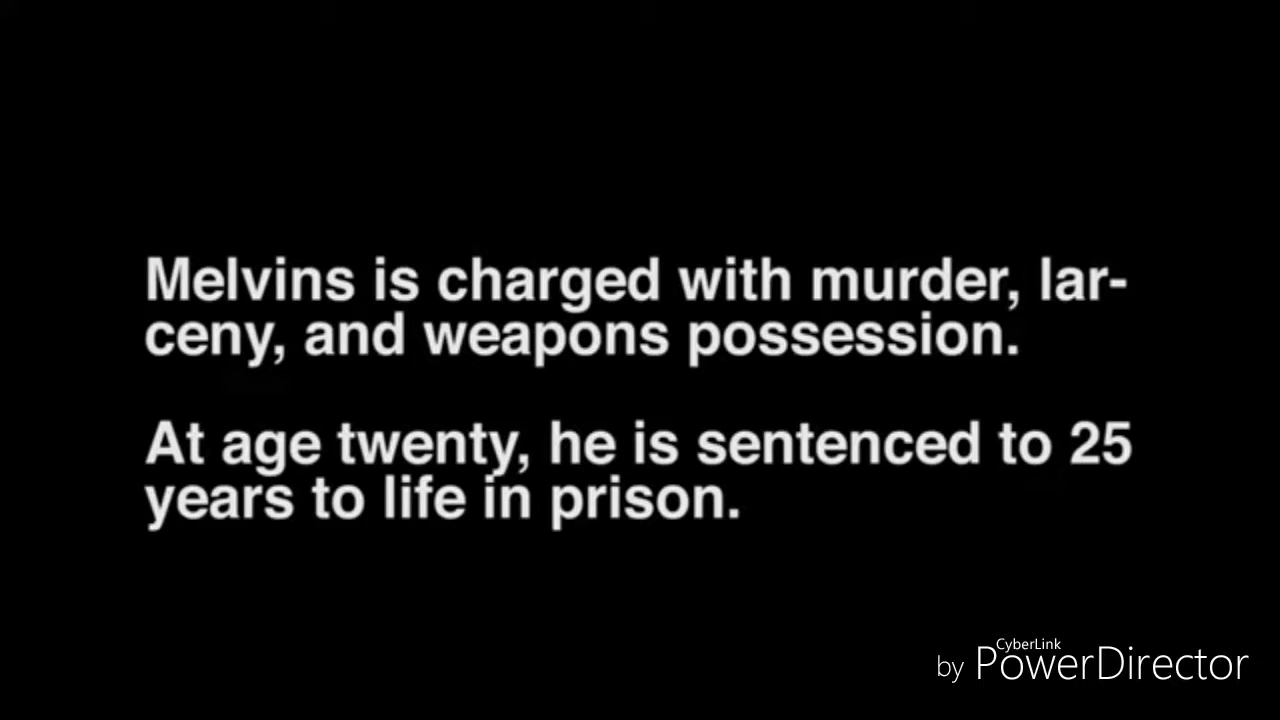 Melvins is charged with murder, lar-
ceny, and weapons possession.
At age twenty, he is sentenced to 25
years to life in prison.
CyberLink
by PowerDirector